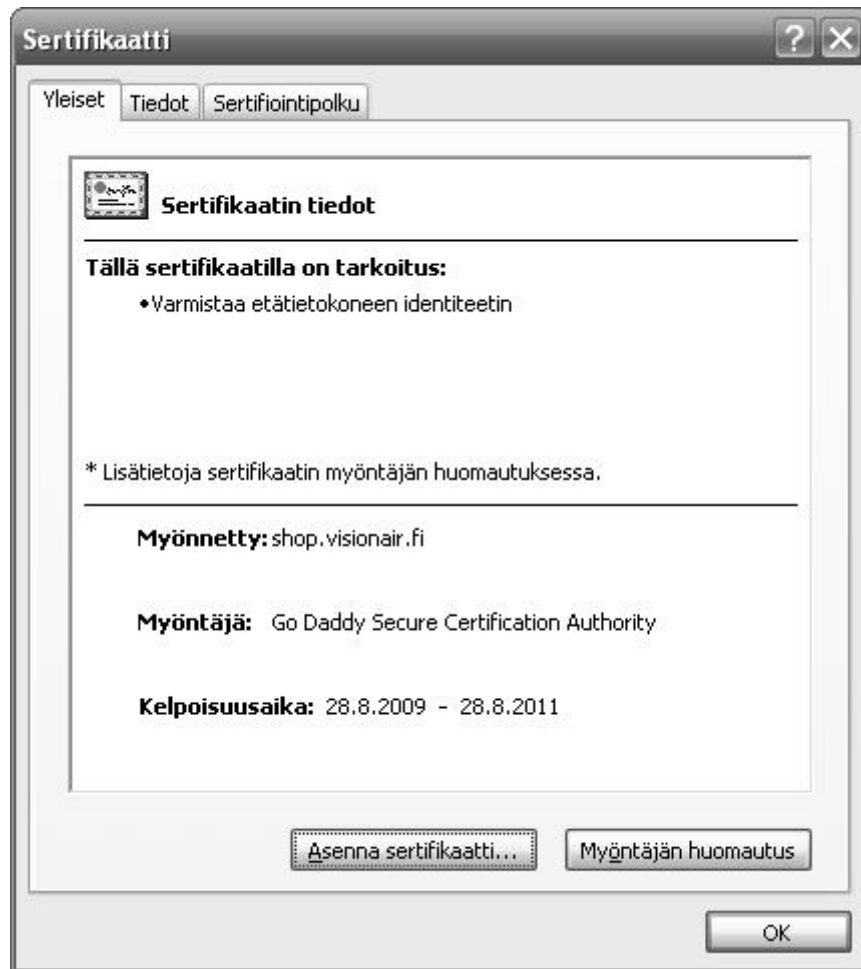 Sertifikaatti
Yleiset Tiedot Sertifiointipolku
Sertifikaatin tiedot
Tällä sertifikaatilla on tarkoitus:
•Varmistaa etätietokoneen identiteetin
* Lisätietoja sertifikaatin myöntäjän huomautuksessa.
Myönnetty: shop.visionair.fi
Myöntäjä: Go Daddy Secure Certification Authority
Kelpoisuusaika: 28.8.2009 - 28.8.2011
Asenna sertifikaatti... Myöntäjän huomautus
OK